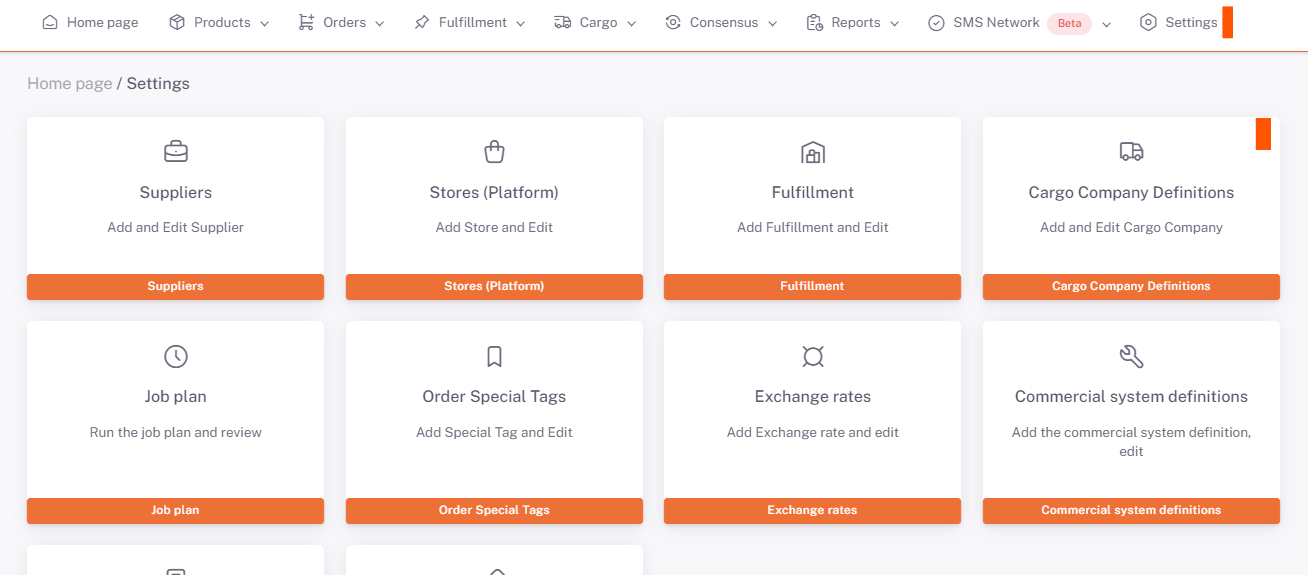 Home page Products Orders Fulfillment Cargo Consensus Reports SMS Network Beta Settings
Home page / Settings
Suppliers
Add and Edit Supplier
Suppliers
Stores (Platform)
Add Store and Edit
Stores (Platform)
Fulfillment
Add Fulfillment and Edit
Fulfillment
Cargo Company Definitions
Add and Edit Cargo Company
Cargo Company Definitions
Job plan
Run the job plan and review
Job plan
Order Special Tags
Add Special Tag and Edit
Order Special Tags
Exchange rates
Add Exchange rate and edit
Exchange rates
Commercial system definitions
Add the commercial system definition,
edit
Commercial system definitions